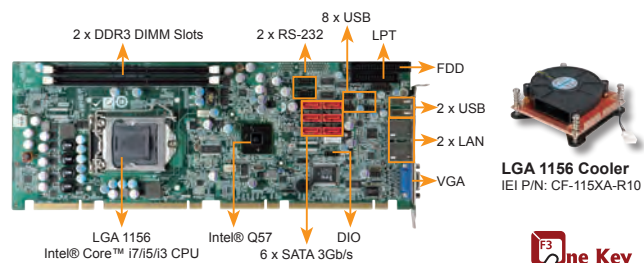 8 x USB
2 x DDR3 DIMM Slots
2 x RS-232
LPT
FDD
2 x USB
2 x LAN
VGA
LGA 1156 Cooler
IEI P/N: CF-115XA-R10
LGA 1156
Intel® Core™ i7/i5/i3 CPU
Intel® Q57
6 x SATA 3Gb/s
DIO
F3
One Key